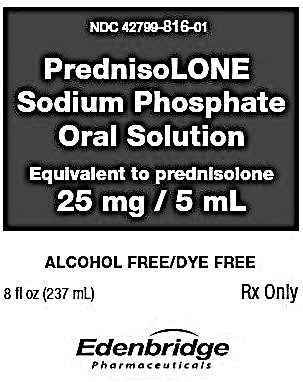 NDC 42799-816-01
PrednisoLONE
Sodium Phosphate
Oral Solution
Equivalent to prednisolone
25 mg / 5 mL
ALCOHOL FREE/DYE FREE
8 fl oz (237 mL) Rx Only
Edenbridge
Pharmaceuticals